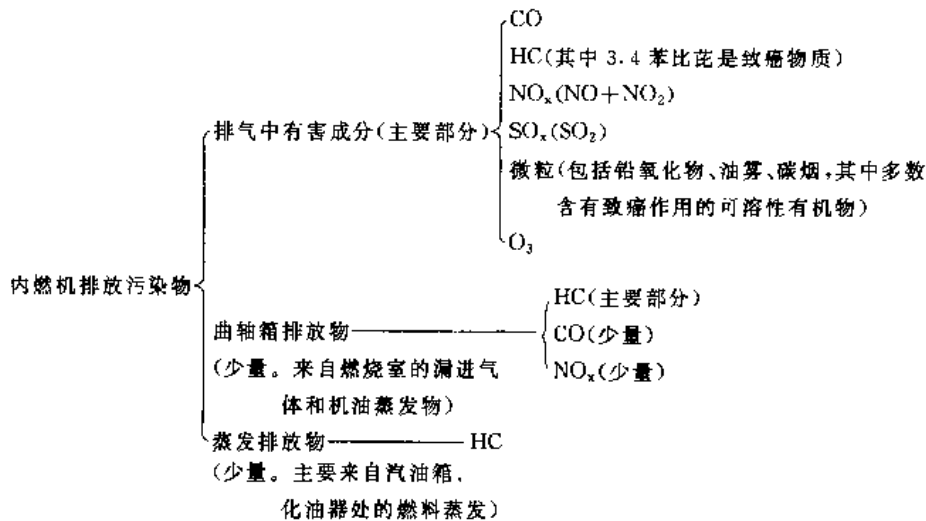 CO
HC(其中 3.4 苯比芘是致癌物质)
NOx(NO+NO2)
排气中有害成分(主要部分)
SOx(SO2)
微粒(包括铅氧化物、油雾、碳烟,其中多数
含有致癌作用的可溶性有机物)
O3
内燃机排放污染物
HC(主要部分)
曲轴箱排放物
CO(少量)
(少量。来自燃烧室的漏进气
NOx(少量)
体和机油蒸发物)
蒸发排放物 HC
(少量。主要来自汽油箱,
化油器处的燃料蒸发)